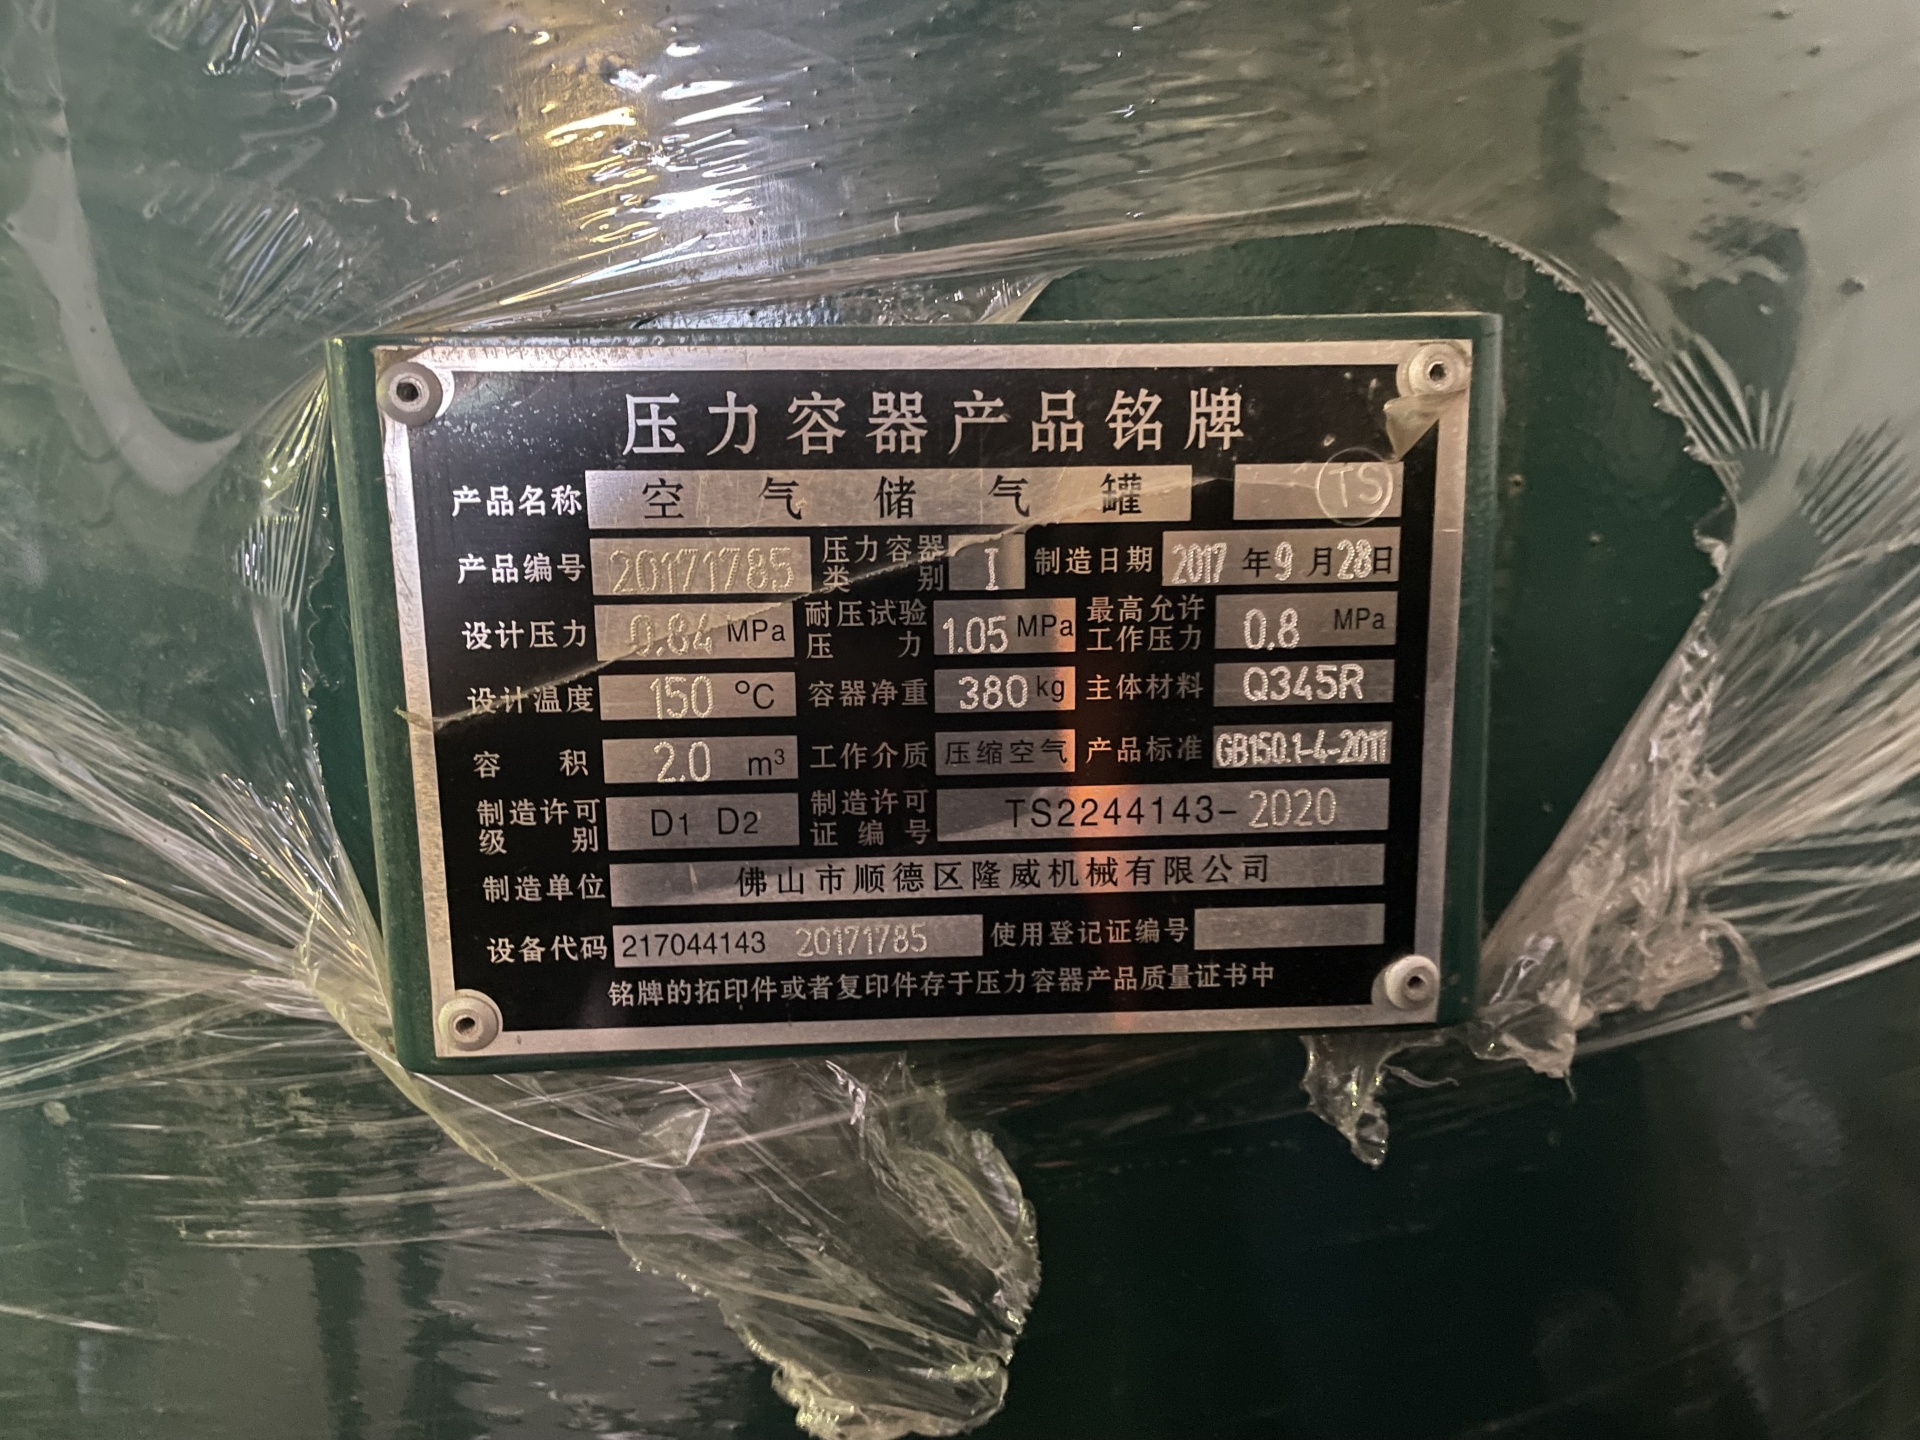 压力容器产品铭牌
产品名称 空气储气罐 TS
产品编号 20171785 压力容器类别 I 制造日期 2017年9月28日
设计压力 0.84 MPa 耐压试验压力 1.05 MPa 最高允许工作压力 0.8 MPa
设计温度 150 °C 容器净重 380 kg 主体材料 Q345R
容积 2.0 m³ 工作介质 压缩空气 产品标准 GB150.1-4-2011
制造许可级别 D1 D2 制造许可证编号 TS2244143-2020
制造单位 佛山市顺德区隆威机械有限公司
设备代码 217044143 20171785 使用登记证编号
铭牌的拓印件或者复印件存于压力容器产品质量证书中